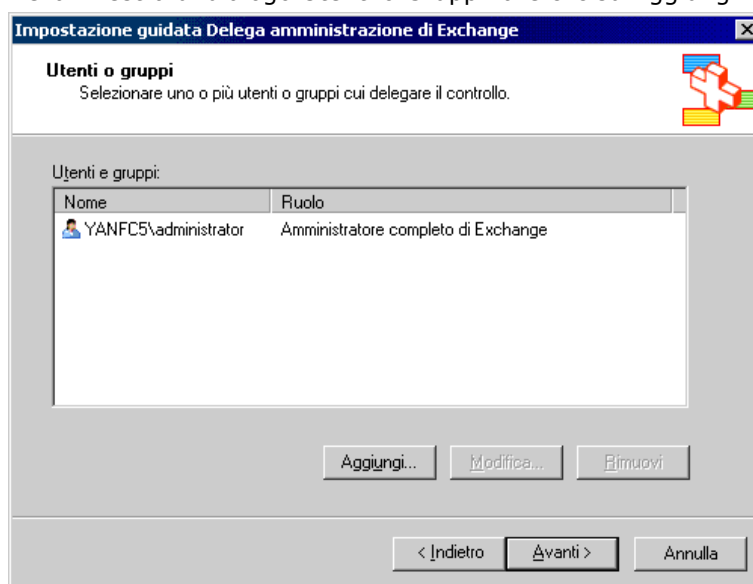 Impostazione guidata Delega amministrazione di Exchange
Utenti o gruppi
Selezionare uno o più utenti o gruppi cui delegare il controllo.
Utenti e gruppi:
Nome Ruolo
YANFC5\administrator Amministratore completo di Exchange
Aggiungi... Modifica... Rimuovi
< Indietro Avanti > Annulla